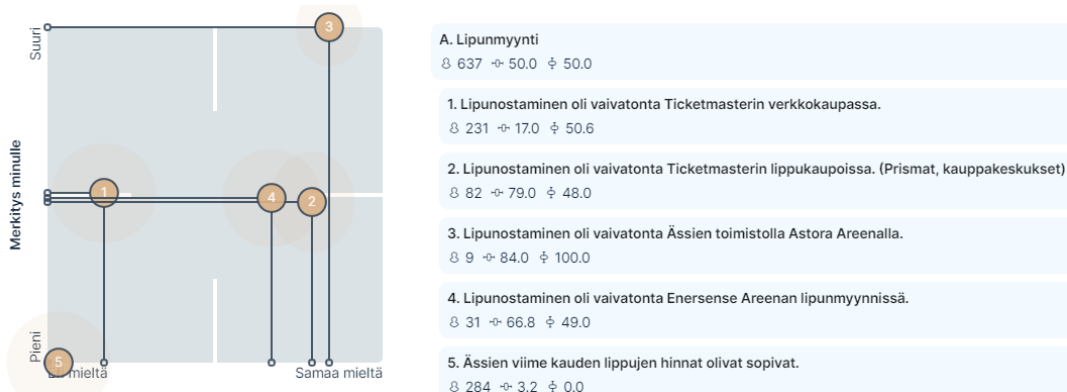 Suuri
Merkitys minulle
Pieni
3
1
4
2
5
mieltä
Samaa mieltä
A. Lipunmyynti
637 50.0 50.0
1. Lipunostaminen oli vaivatonta Ticketmasterin verkkokaupassa.
231 17.0 50.6
2. Lipunostaminen oli vaivatonta Ticketmasterin lippukaupoissa. (Prismat, kauppakeskukset)
82 79.0 48.0
3. Lipunostaminen oli vaivatonta Ässien toimistolla Astora Areenalla.
9 84.0 100.0
4. Lipunostaminen oli vaivatonta Enersense Areenan lipunmyynnissä.
31 66.8 49.0
5. Ässien viime kauden lippujen hinnat olivat sopivat.
284 3.2 0.0